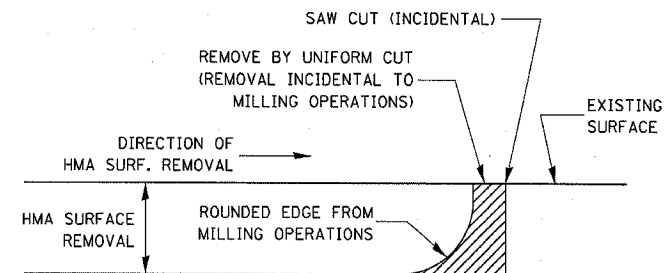 SAW CUT (INCIDENTAL)
REMOVE BY UNIFORM CUT
(REMOVAL INCIDENTAL TO
MILLING OPERATIONS)
EXISTING
SURFACE
DIRECTION OF
HMA SURF. REMOVAL
HMA SURFACE
REMOVAL
ROUNDED EDGE FROM
MILLING OPERATIONS